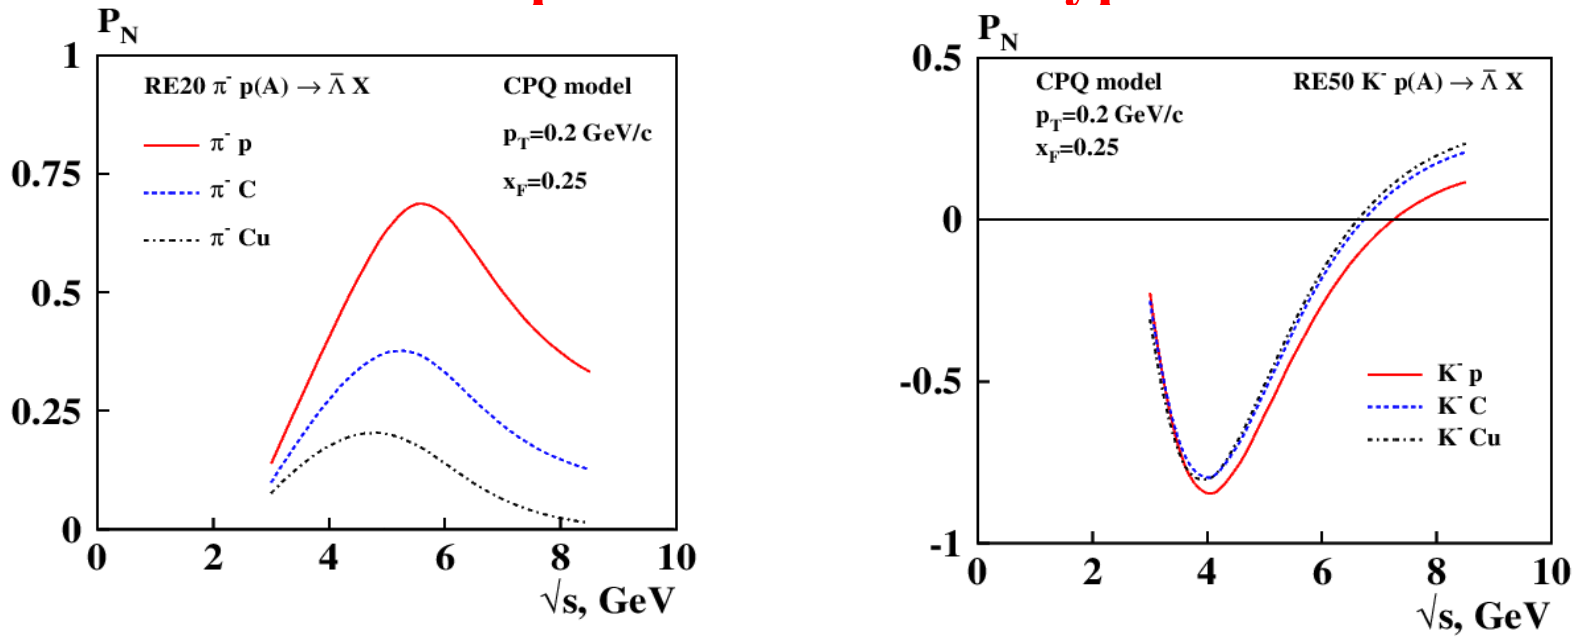 P_N
1
0.75
0.5
0.25
0
0 2 4 6 8 10
√s, GeV
RE20 π⁻ p(A) → Λ̄ X
CPQ model
p_T=0.2 GeV/c
x_F=0.25
π⁻ p
π⁻ C
π⁻ Cu
P_N
0.5
0
-0.5
-1
0 2 4 6 8 10
√s, GeV
CPQ model
p_T=0.2 GeV/c
x_F=0.25
RE50 K⁻ p(A) → Λ̄ X
K⁻ p
K⁻ C
K⁻ Cu